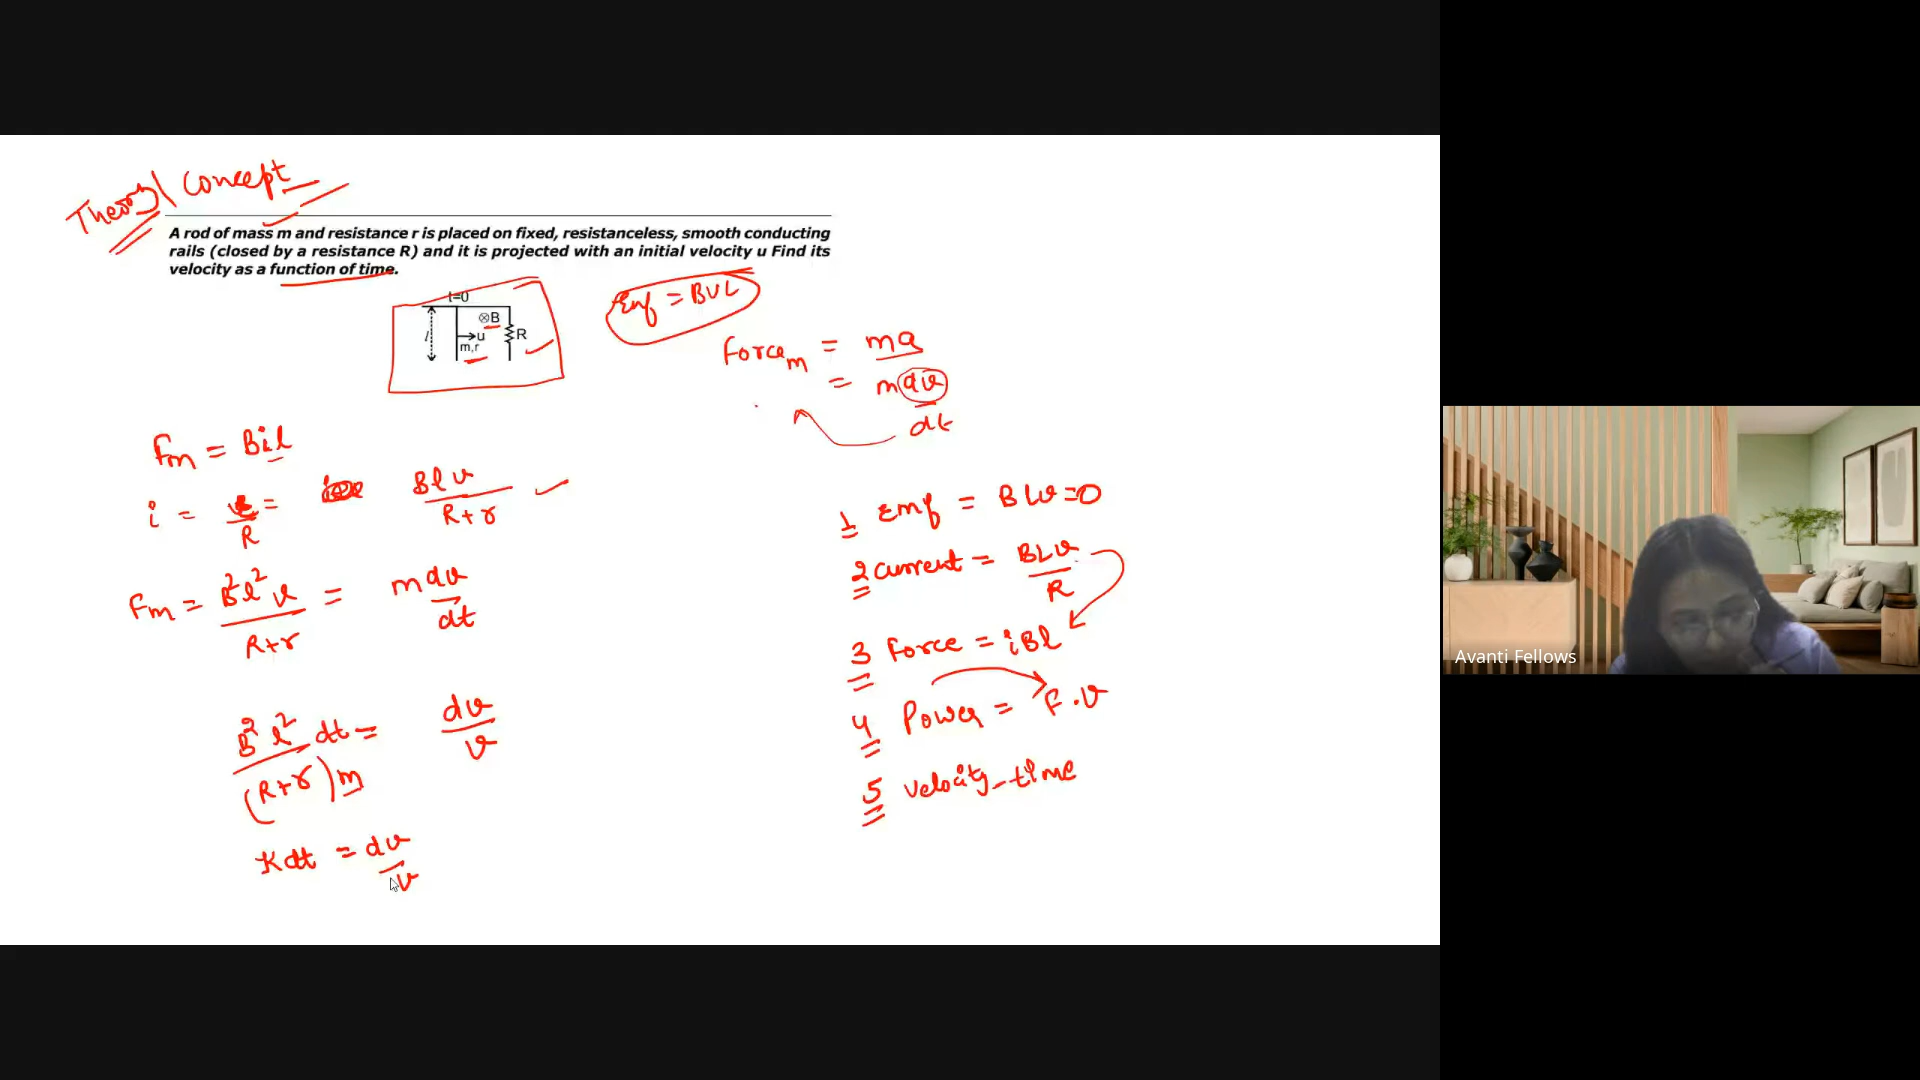 Theory | Concept
A rod of mass m and resistance r is placed on fixed, resistanceless, smooth conducting
rails (closed by a resistance R) and it is projected with an initial velocity u Find its
velocity as a function of time.
t=0
⊗B
l
u
R
m,r
Emf = BVL
Force_m = ma
= m dv/dt
F_m = Bil
i = /R = Blv/(R+r)
F_m = B²l²v/(R+r) = m dv/dt
B²l²/((R+r)m) dt = dv/v
Kdt = dv/v
1 Emf = BLv=0
2 current = BLv/R
3 Force = iBl
4 Power = F.v
5 Velocity-time
Avanti Fellows